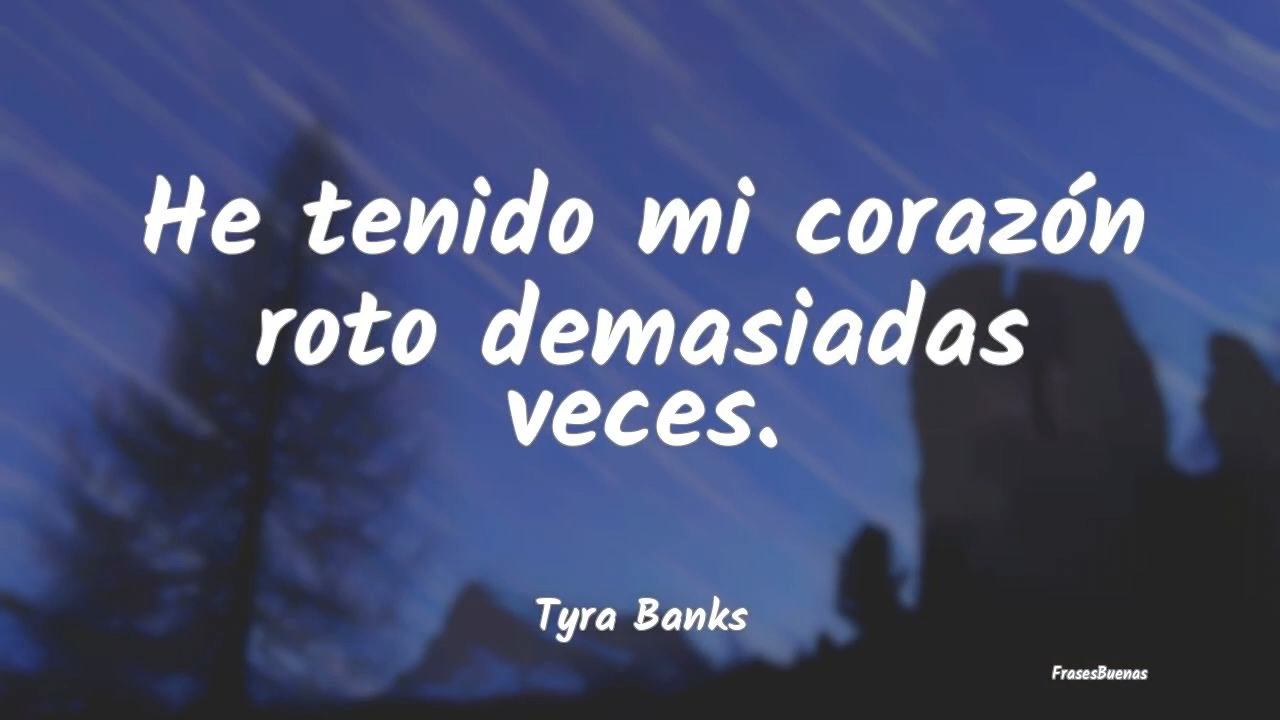 He tenido mi corazón
roto demasiadas
veces.
Tyra Banks
FrasesBuenas